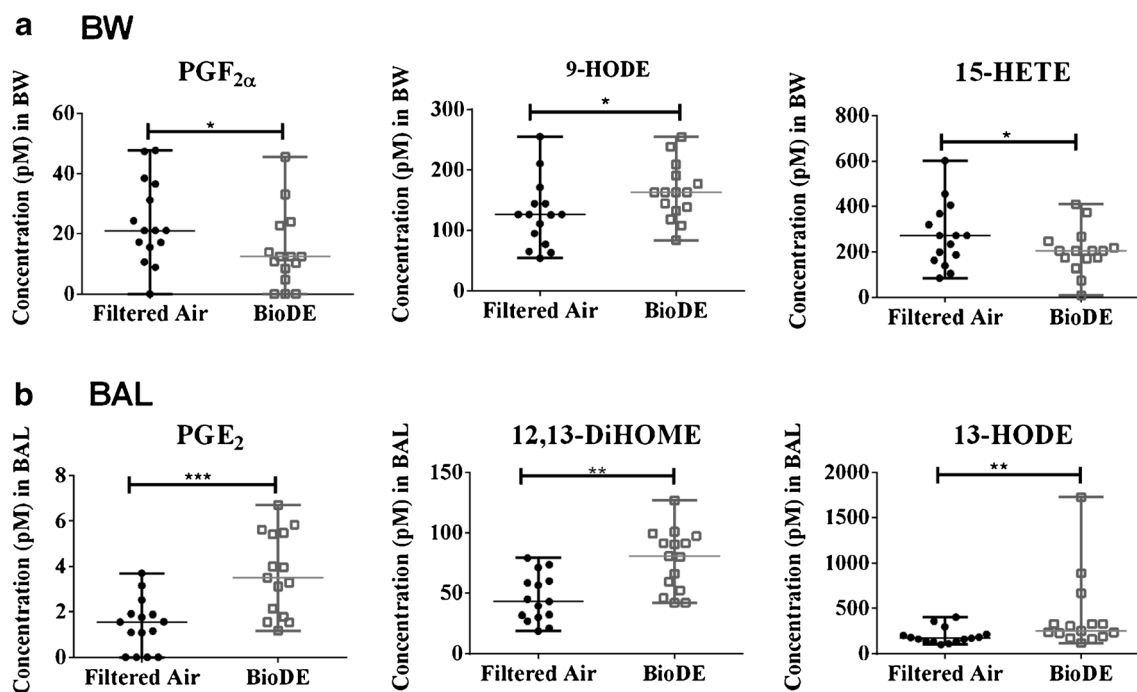 a BW
PGF2α
Concentration (pM) in BW
60
40
20
0
*
Filtered Air BioDE
9-HODE
Concentration (pM) in BW
300
200
100
0
*
Filtered Air BioDE
15-HETE
Concentration (pM) in BW
800
600
400
200
0
*
Filtered Air BioDE
b BAL
PGE2
Concentration (pM) in BAL
8
6
4
2
0
***
Filtered Air BioDE
12,13-DiHOME
Concentration (pM) in BAL
150
100
50
0
**
Filtered Air BioDE
13-HODE
Concentration (pM) in BAL
2000
1500
1000
500
0
**
Filtered Air BioDE